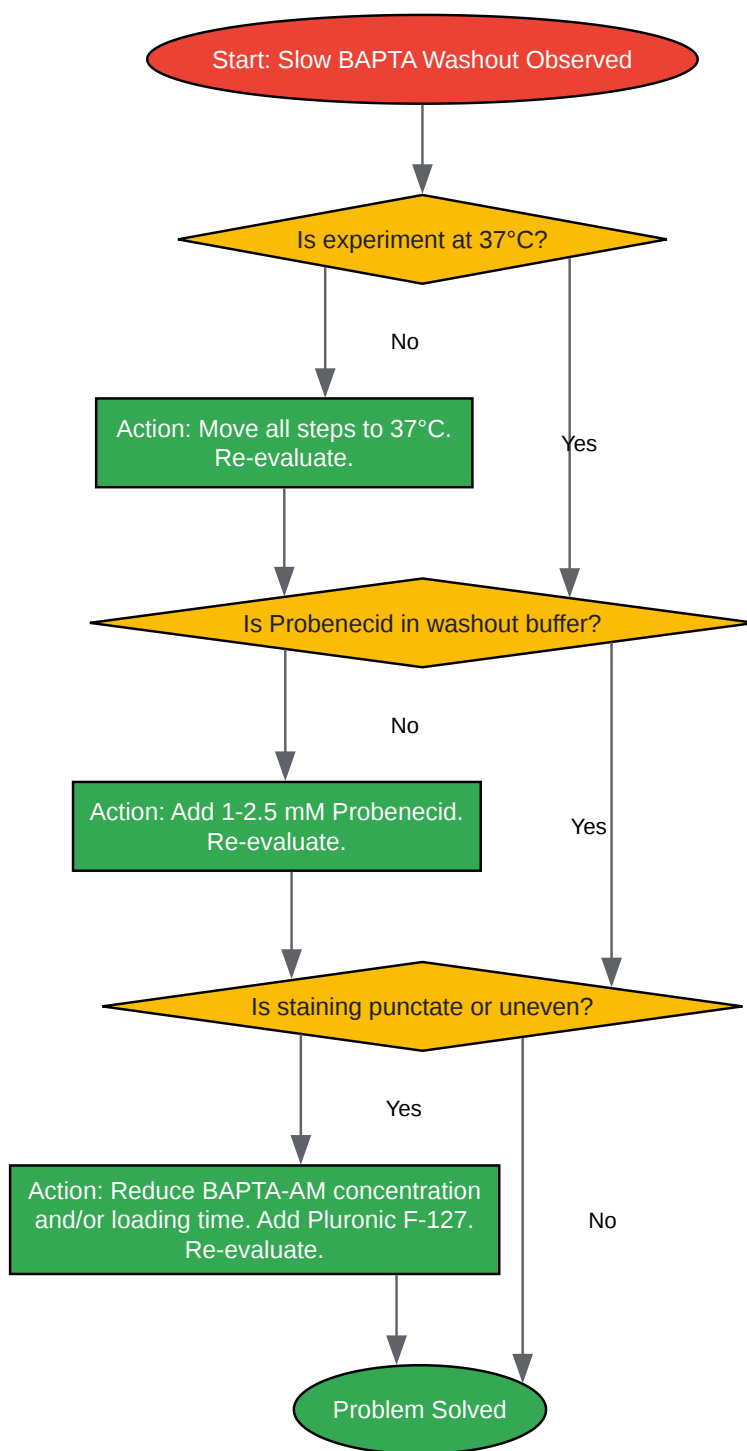 Start: Slow BAPTA Washout Observed
Is experiment at 37°C?
No
Action: Move all steps to 37°C.
Re-evaluate.
Yes
Is Probenecid in washout buffer?
No
Action: Add 1-2.5 mM Probenecid.
Re-evaluate.
Yes
Is staining punctate or uneven?
Yes
Action: Reduce BAPTA-AM concentration
and/or loading time. Add Pluronic F-127.
Re-evaluate.
No
Problem Solved